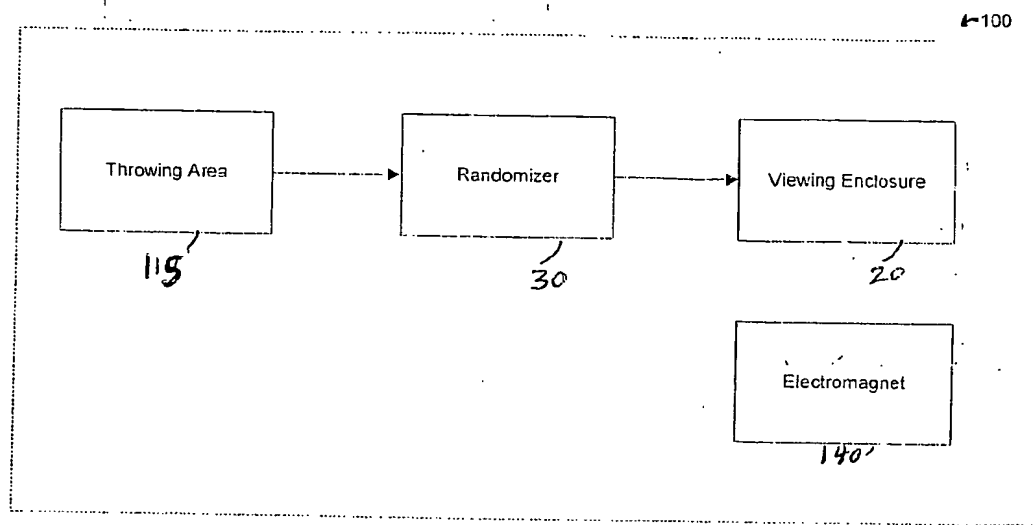 100
Throwing Area
Randomizer
Viewing Enclosure
115
30
20
Electromagnet
140